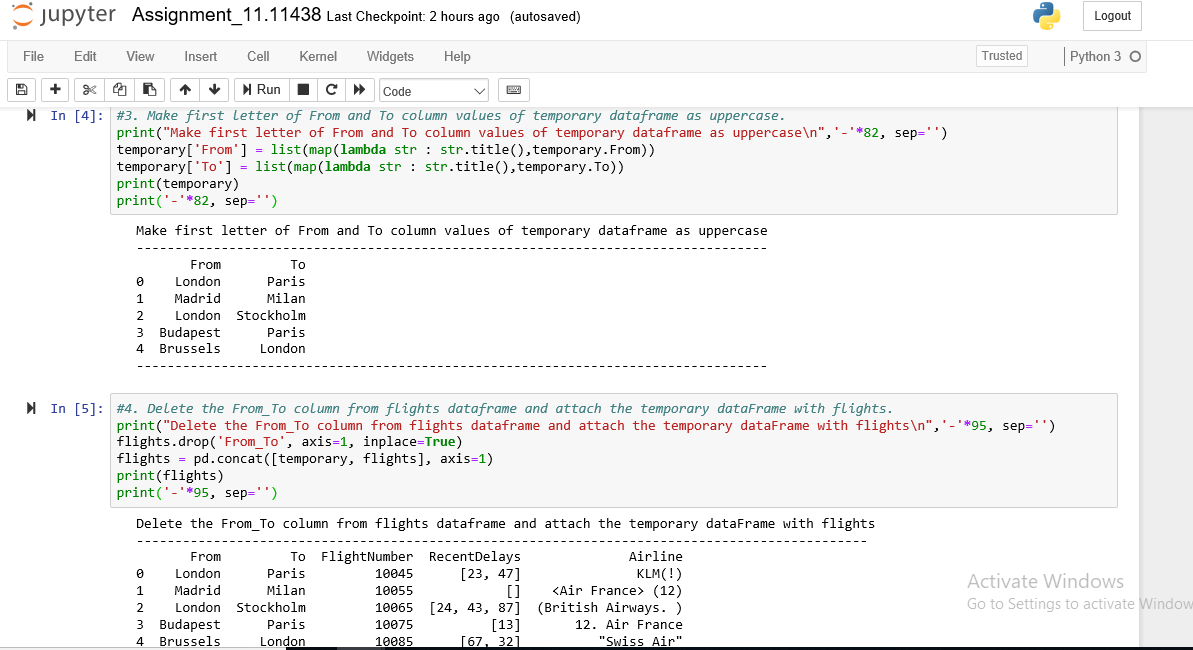 jupyter Assignment_11.11438 Last Checkpoint: 2 hours ago (autosaved) Logout
File Edit View Insert Cell Kernel Widgets Help Trusted Python 3
Run Code
In [4]: #3. Make first letter of From and To column values of temporary dataframe as uppercase.
print("Make first letter of From and To column values of temporary dataframe as uppercase\n",'-'*82, sep='')
temporary['From'] = list(map(lambda str : str.title(),temporary.From))
temporary['To'] = list(map(lambda str : str.title(),temporary.To))
print(temporary)
print('-'*82, sep='')
Make first letter of From and To column values of temporary dataframe as uppercase
----------------------------------------------------------------------------------
From To
0 London Paris
1 Madrid Milan
2 London Stockholm
3 Budapest Paris
4 Brussels London
----------------------------------------------------------------------------------
In [5]: #4. Delete the From_To column from flights dataframe and attach the temporary dataFrame with flights.
print("Delete the From_To column from flights dataframe and attach the temporary dataFrame with flights\n",'-'*95, sep='')
flights.drop('From_To', axis=1, inplace=True)
flights = pd.concat([temporary, flights], axis=1)
print(flights)
print('-'*95, sep='')
Delete the From_To column from flights dataframe and attach the temporary dataFrame with flights
-----------------------------------------------------------------------------------------------
From To FlightNumber RecentDelays Airline
0 London Paris 10045 [23, 47] KLM(!)
1 Madrid Milan 10055 [] <Air France> (12)
2 London Stockholm 10065 [24, 43, 87] (British Airways. )
3 Budapest Paris 10075 [13] 12. Air France
4 Brussels London 10085 [67, 32] "Swiss Air"
Activate Windows
Go to Settings to activate Window